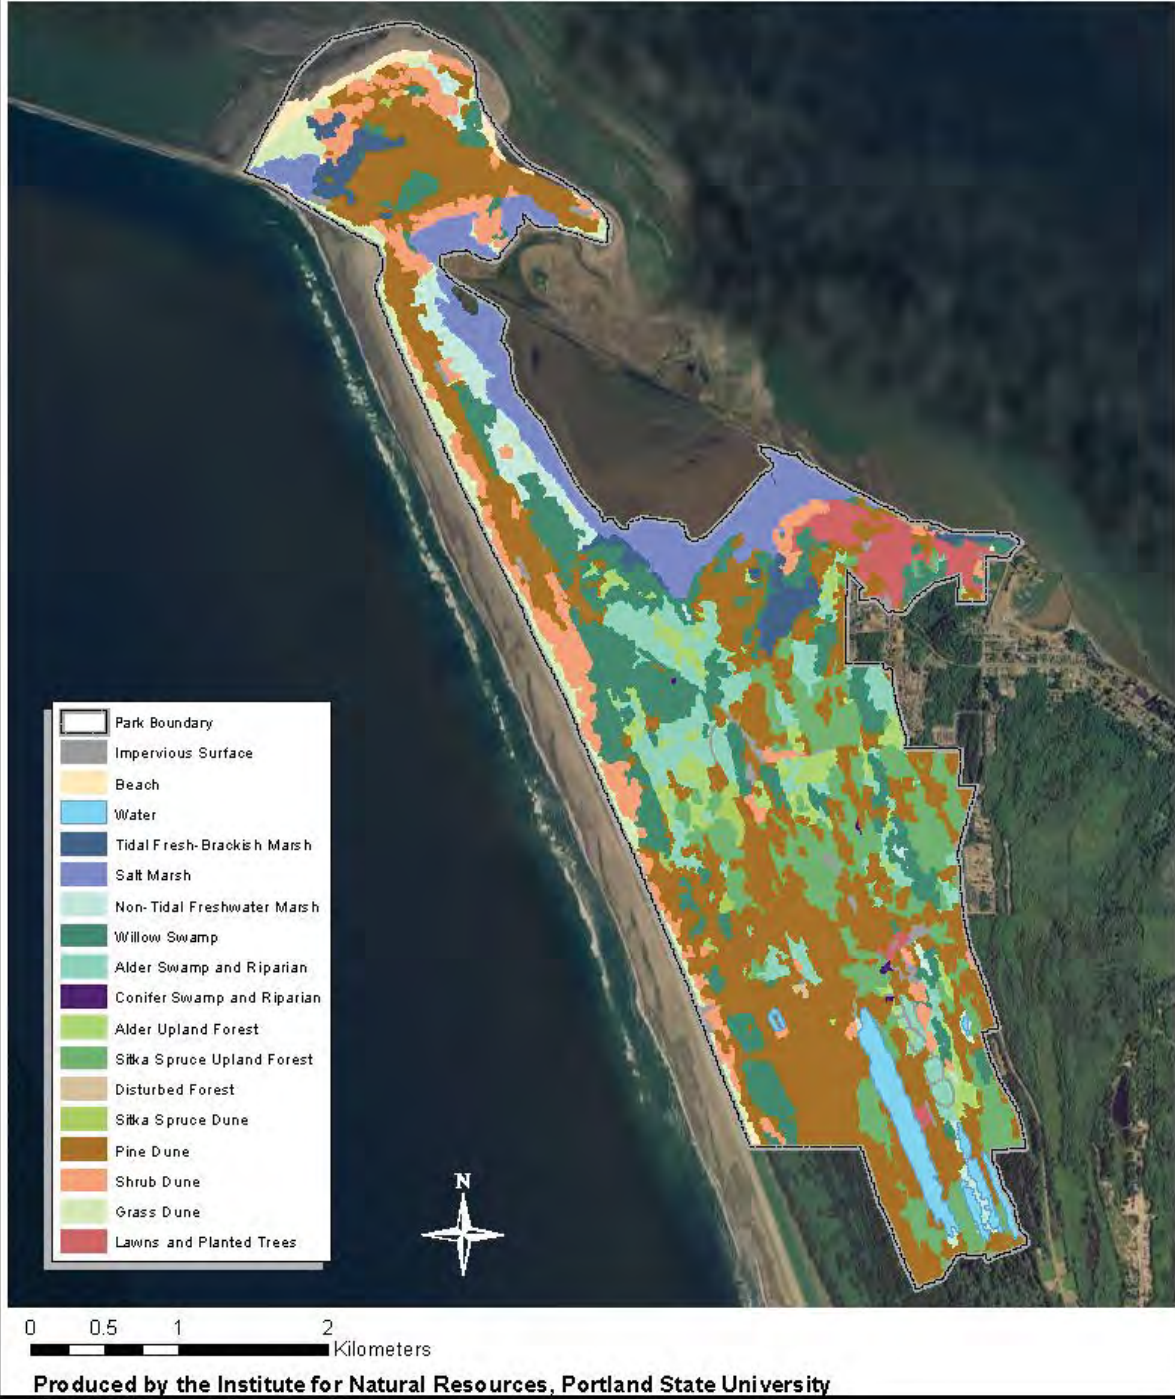 Park Boundary
Impervious Surface
Beach
Water
Tidal Fresh-Brackish Marsh
Salt Marsh
Non-Tidal Freshwater Marsh
Willow Swamp
Alder Swamp and Riparian
Conifer Swamp and Riparian
Alder Upland Forest
Sitka Spruce Upland Forest
Disturbed Forest
Sitka Spruce Dune
Pine Dune
Shrub Dune
Grass Dune
Lawns and Planted Trees
N
0 0.5 1 2
Kilometers
Produced by the Institute for Natural Resources, Portland State University